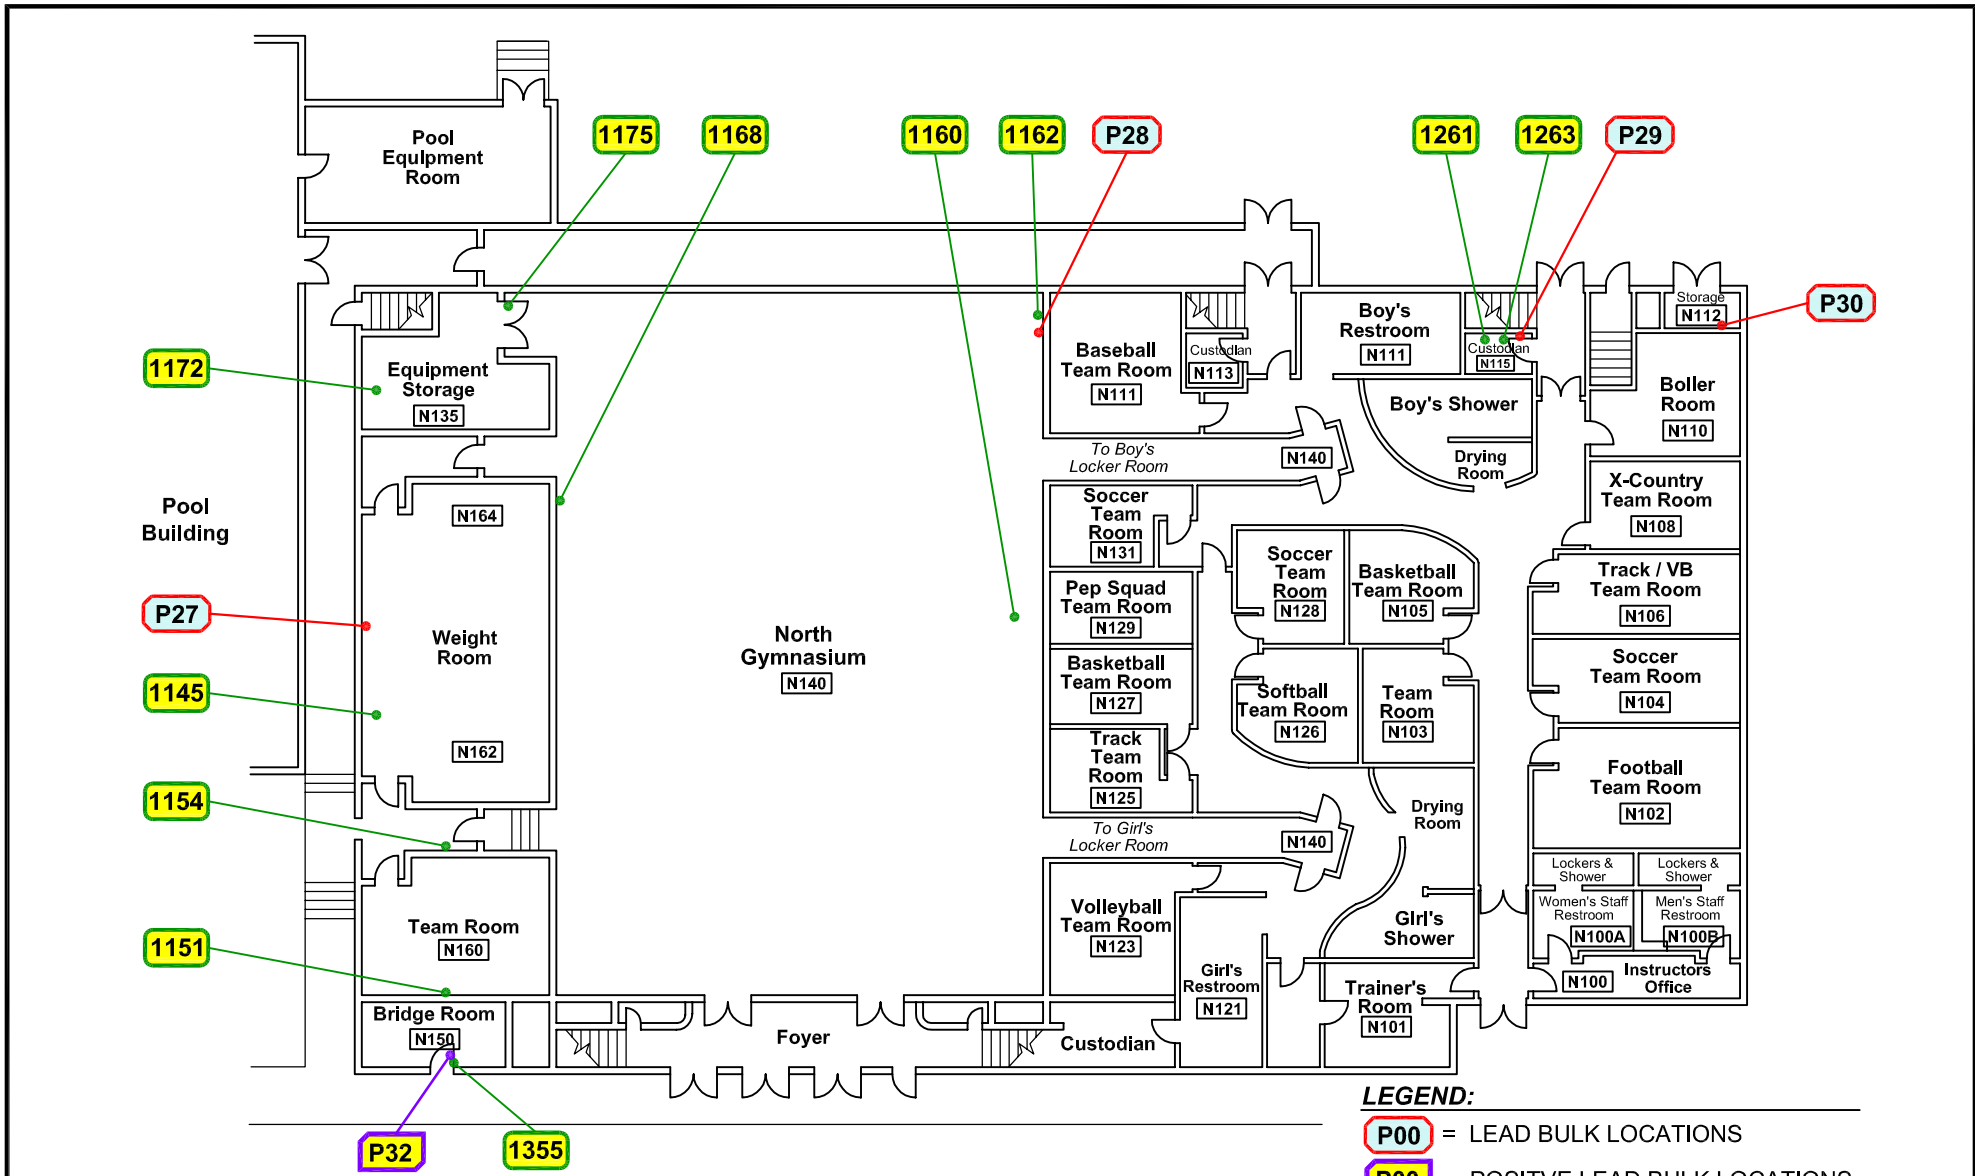 Pool
Equlpment
Room
1175
1168
1160
1162
P28
1261
1263
P29
P30
Storage
N112
1172
Equipment
Storage
N135
Baseball
Team Room
N111
Custodian
N113
Boy's
Restroom
N111
Custodian
N115
Boller
Room
N110
Boy's Shower
Drying
Room
To Boy's
Locker Room
N140
Pool
Building
N164
Soccer
Team
Room
N131
X-Country
Team Room
N108
Soccer
Team
Room
N128
Basketball
Team Room
N105
Track / VB
Team Room
N106
Pep Squad
Team Room
N129
P27
Weight
Room
North
Gymnasium
N140
Basketball
Team Room
N127
Softball
Team Room
N126
Team
Room
N103
Soccer
Team Room
N104
1145
N162
Track
Team
Room
N125
Football
Team Room
N102
1154
Drying
Room
To Girl's
Locker Room
N140
Lockers &
Shower
Lockers &
Shower
Team Room
N160
1151
Volleyball
Team Room
N123
GIrl's
Shower
Women's Staff
Restroom
N100A
Men's Staff
Restroom
N100B
Girl's
Restroom
N121
Trainer's
Room
N101
N100
Instructors
Office
Bridge Room
N150
Foyer
Custodian
P32
1355
LEGEND:
P00 = LEAD BULK LOCATIONS